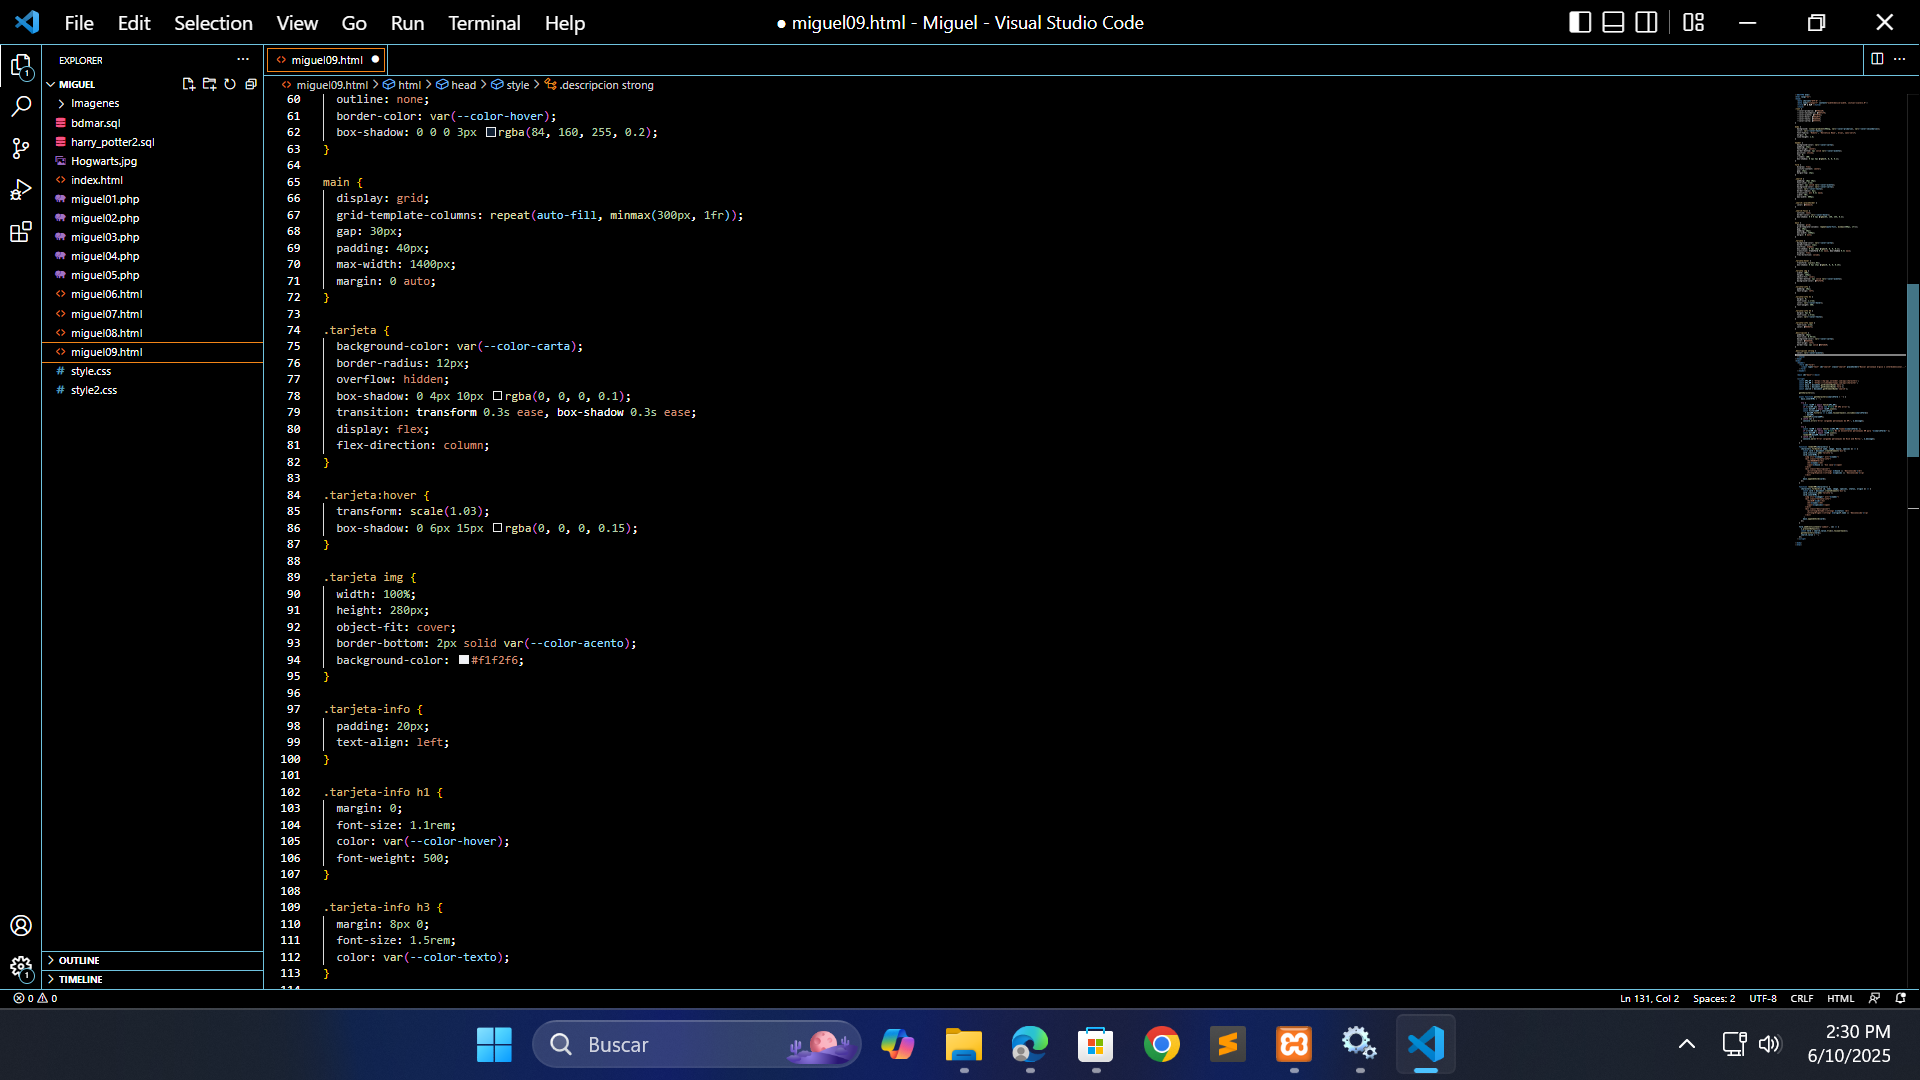 File Edit Selection View Go Run Terminal Help
● miguel09.html - Miguel - Visual Studio Code
EXPLORER
MIGUEL
Imagenes
bdmar.sql
harry_potter2.sql
Hogwarts.jpg
index.html
miguel01.php
miguel02.php
miguel03.php
miguel04.php
miguel05.php
miguel06.html
miguel07.html
miguel08.html
miguel09.html
style.css
style2.css
OUTLINE
TIMELINE
miguel09.html
miguel09.html > html > head > style > .descripcion strong
60 outline: none;
61 border-color: var(--color-hover);
62 box-shadow: 0 0 0 3px rgba(84, 160, 255, 0.2);
63 }
64
65 main {
66 display: grid;
67 grid-template-columns: repeat(auto-fill, minmax(300px, 1fr));
68 gap: 30px;
69 padding: 40px;
70 max-width: 1400px;
71 margin: 0 auto;
72 }
73
74 .tarjeta {
75 background-color: var(--color-carta);
76 border-radius: 12px;
77 overflow: hidden;
78 box-shadow: 0 4px 10px rgba(0, 0, 0, 0.1);
79 transition: transform 0.3s ease, box-shadow 0.3s ease;
80 display: flex;
81 flex-direction: column;
82 }
83
84 .tarjeta:hover {
85 transform: scale(1.03);
86 box-shadow: 0 6px 15px rgba(0, 0, 0, 0.15);
87 }
88
89 .tarjeta img {
90 width: 100%;
91 height: 280px;
92 object-fit: cover;
93 border-bottom: 2px solid var(--color-acento);
94 background-color: #f1f2f6;
95 }
96
97 .tarjeta-info {
98 padding: 20px;
99 text-align: left;
100 }
101
102 .tarjeta-info h1 {
103 margin: 0;
104 font-size: 1.1rem;
105 color: var(--color-hover);
106 font-weight: 500;
107 }
108
109 .tarjeta-info h3 {
110 margin: 8px 0;
111 font-size: 1.5rem;
112 color: var(--color-texto);
113 }
0 0
Ln 131, Col 2 Spaces: 2 UTF-8 CRLF HTML
Buscar
2:30 PM
6/10/2025